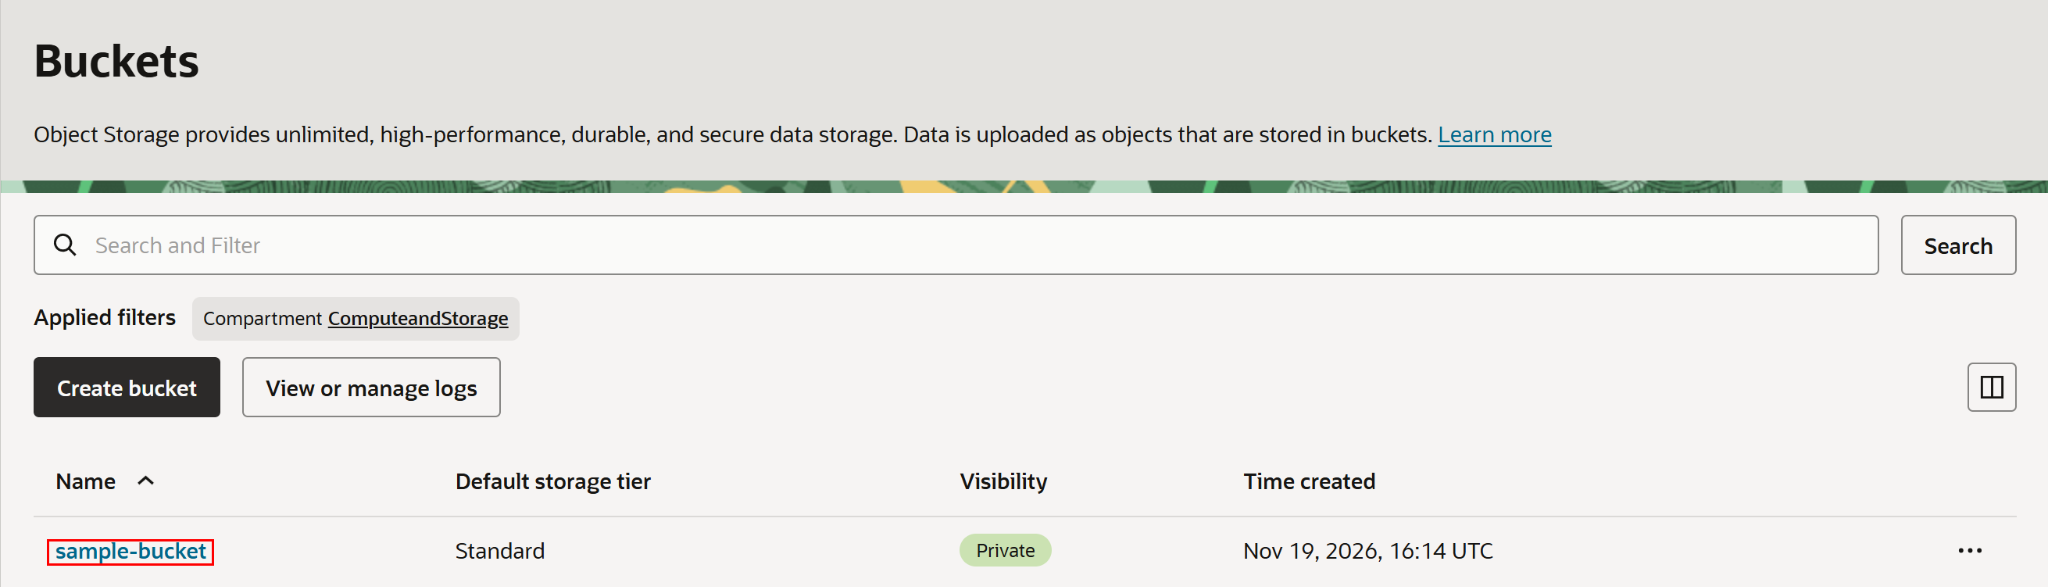 Buckets
Object Storage provides unlimited, high-performance, durable, and secure data storage. Data is uploaded as objects that are stored in buckets. Learn more
Search and Filter
Search
Applied filters
Compartment ComputeandStorage
Create bucket
View or manage logs
Name Default storage tier Visibility Time created
sample-bucket Standard Private Nov 19, 2026, 16:14 UTC